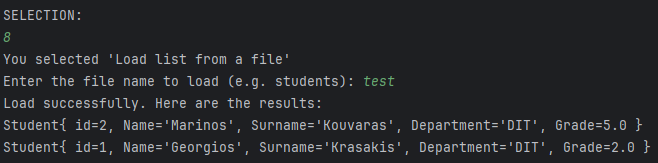 SELECTION:
8
You selected 'Load list from a file'
Enter the file name to load (e.g. students): test
Load successfully. Here are the results:
Student{ id=2, Name='Marinos', Surname='Kouvaras', Department='DIT', Grade=5.0 }
Student{ id=1, Name='Georgios', Surname='Krasakis', Department='DIT', Grade=2.0 }